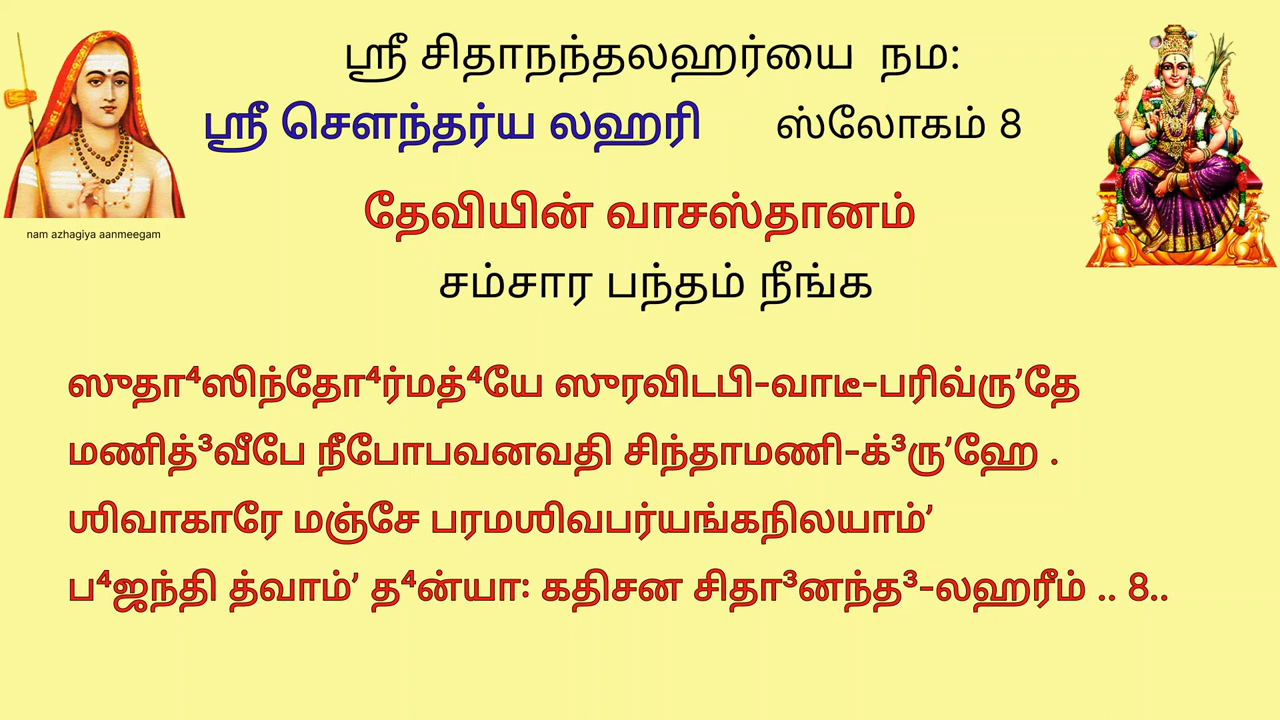 ஸ்ரீ சிதாநந்தலஹர்யை நம:
ஸ்ரீ சௌந்தர்ய லஹரி ஸ்லோகம் 8
தேவியின் வாசஸ்தானம்
nam azhagiya aanmeegam
சம்சார பந்தம் நீங்க
ஸுதா⁴ஸிந்தோ⁴ர்மத்⁴யே ஸுரவிடபி-வாடீ-பரிவ்ரு’தே
மணித்³வீபே நீபோபவனவதி சிந்தாமணி-க்³ரு’ஹே .
ஶிவாகாரே மஞ்சே பரமஶிவபர்யங்கநிலயாம்’
ப⁴ஜந்தி த்வாம்’ த⁴ன்யா꞉ கதிசன சிதா³னந்த³-லஹரீம் .. 8..